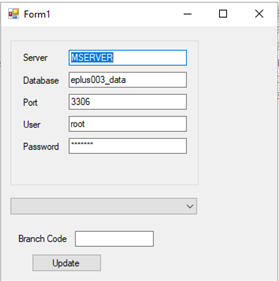 Form1
Server MSERVER
Database eplus003_data
Port 3306
User root
Password *******
Branch Code
Update